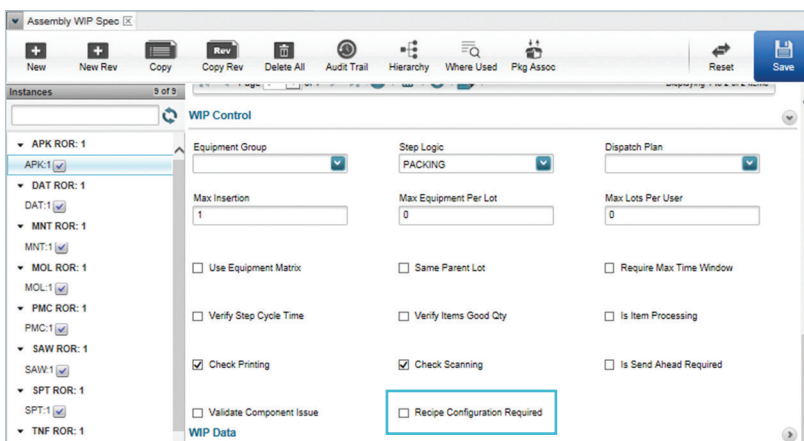 Assembly WIP Spec
New
New Rev
Copy
Rev
Copy Rev
Delete All
Audit Trail
Hierarchy
Where Used
Pkg Assoc
Reset
Save
Instances
9 of 9
WIP Control
APK ROR: 1
APK:1
DAT ROR: 1
DAT:1
MNT ROR: 1
MNT:1
MOL ROR: 1
MOL:1
PMC ROR: 1
PMC:1
SAW ROR: 1
SAW:1
SPT ROR: 1
SPT:1
TNF ROR: 1
Equipment Group
Step Logic
Dispatch Plan
PACKING
Max Insertion
Max Equipment Per Lot
Max Lots Per User
1
0
0
Use Equipment Matrix
Same Parent Lot
Require Max Time Window
Verify Step Cycle Time
Verify Items Good Qty
Is Item Processing
Check Printing
Check Scanning
Is Send Ahead Required
Validate Component Issue
Recipe Configuration Required
WIP Data